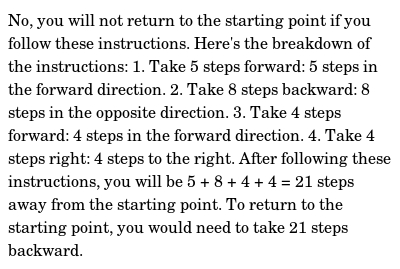 No, you will not return to the starting point if you
follow these instructions. Here's the breakdown of
the instructions: 1. Take 5 steps forward: 5 steps in
the forward direction. 2. Take 8 steps backward: 8
steps in the opposite direction. 3. Take 4 steps
forward: 4 steps in the forward direction. 4. Take 4
steps right: 4 steps to the right. After following these
instructions, you will be 5 + 8 + 4 + 4 = 21 steps
away from the starting point. To return to the
starting point, you would need to take 21 steps
backward.